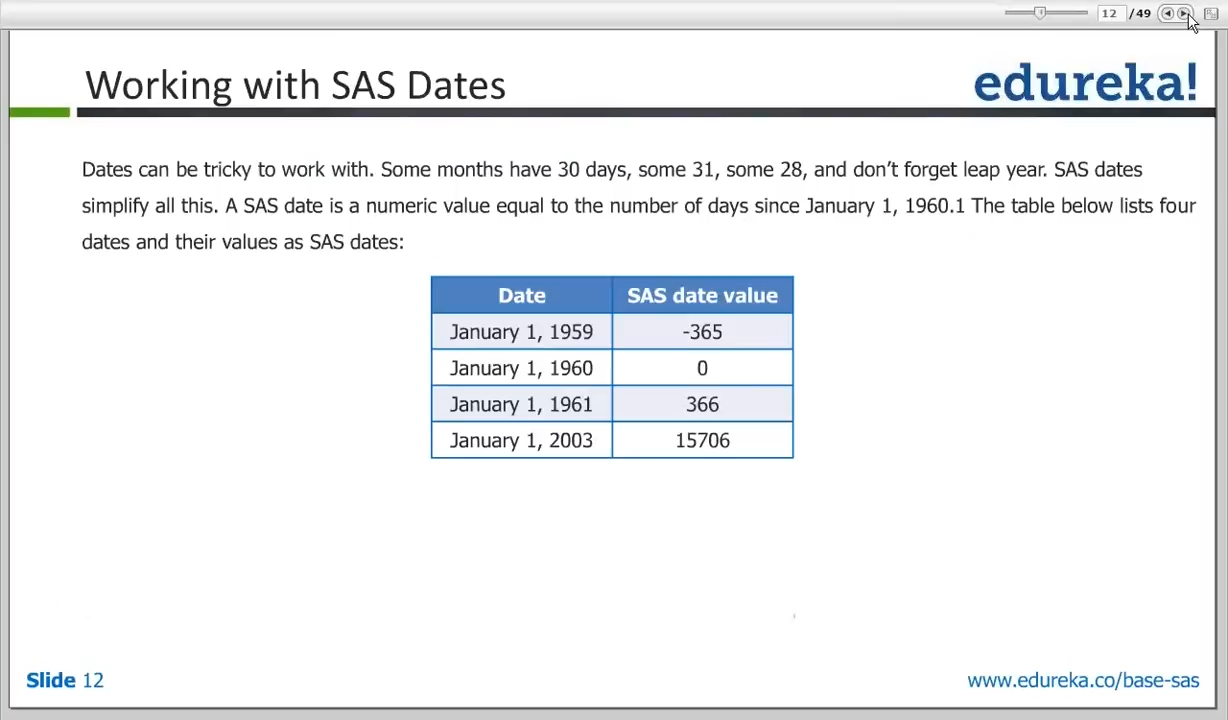 12 /49
Working with SAS Dates
edureka!
Dates can be tricky to work with. Some months have 30 days, some 31, some 28, and don't forget leap year. SAS dates
simplify all this. A SAS date is a numeric value equal to the number of days since January 1, 1960.1 The table below lists four
dates and their values as SAS dates:
Date SAS date value
January 1, 1959 -365
January 1, 1960 0
January 1, 1961 366
January 1, 2003 15706
Slide 12
www.edureka.co/base-sas